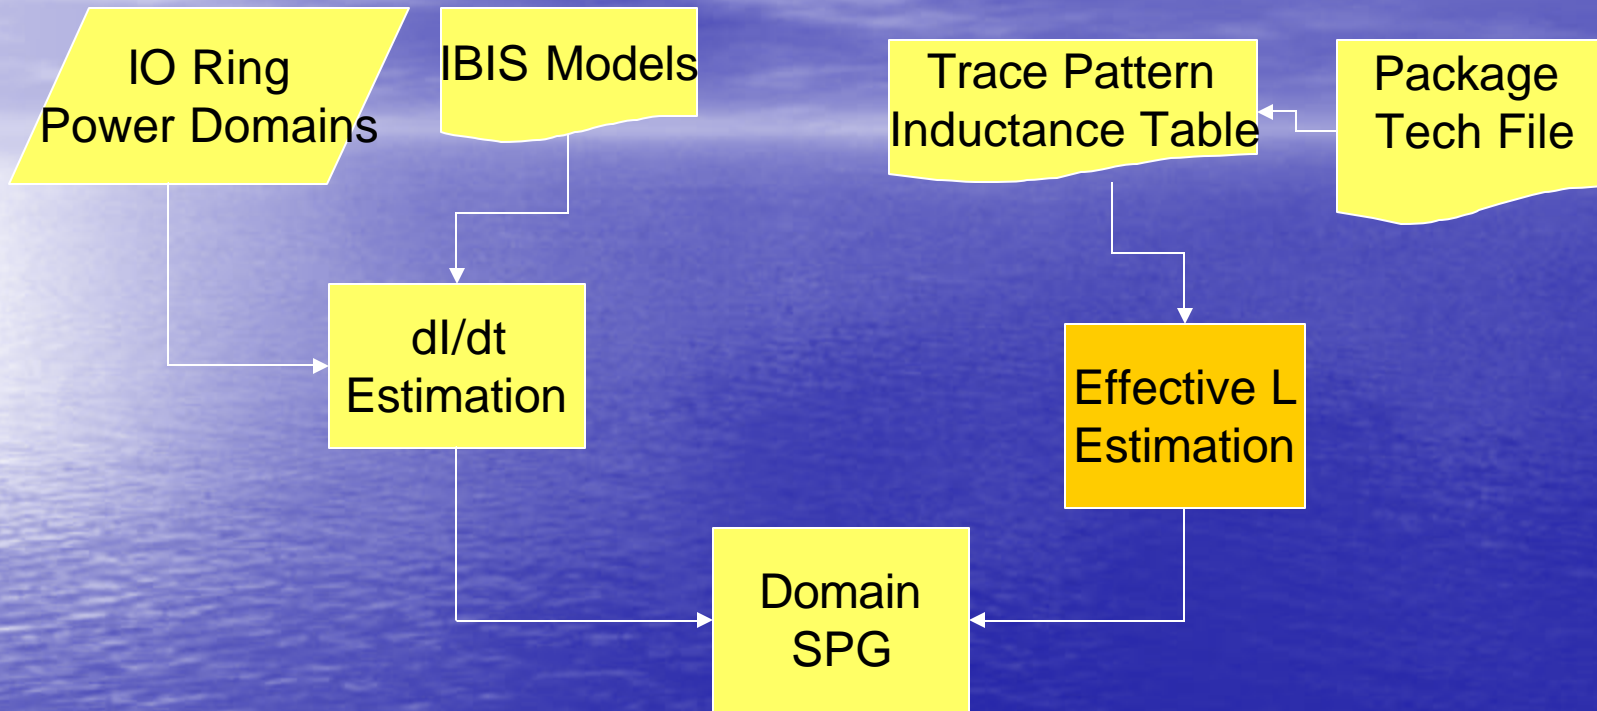 IO Ring
Power Domains
IBIS Models
Trace Pattern
Inductance Table
Package
Tech File
dI/dt
Estimation
Effective L
Estimation
Domain
SPG